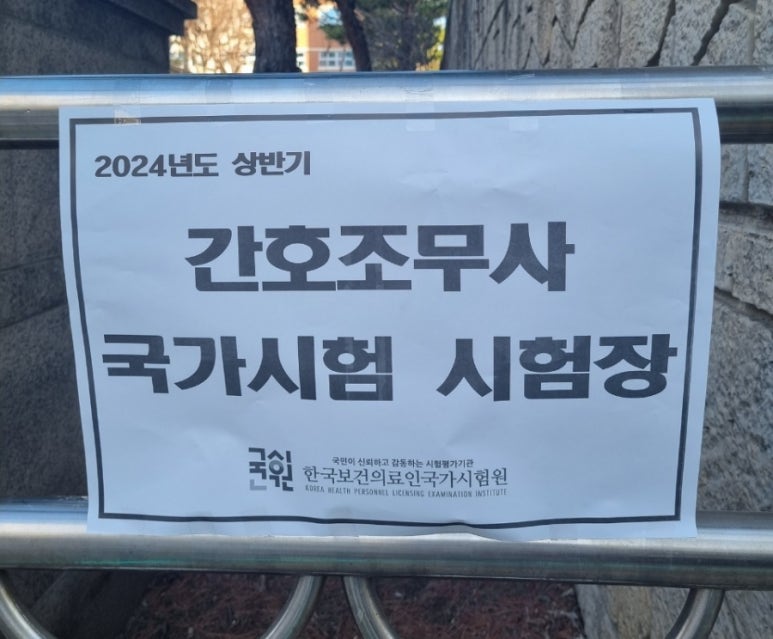 2024년도 상반기
간호조무사
국가시험 시험장
국시원
국민이 신뢰하고 감동하는 시험평가기관
한국보건의료인국가시험원
KOREA HEALTH PERSONNEL LICENSING EXAMINATION INSTITUTE